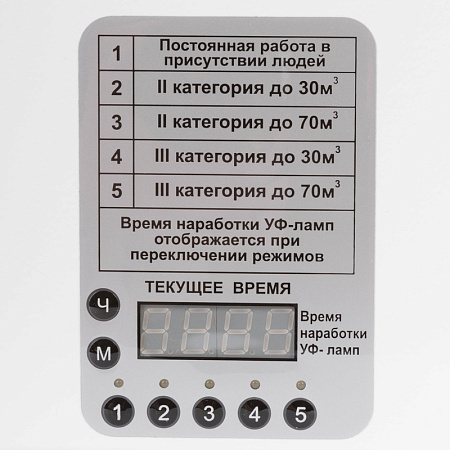 1 Постоянная работа в
присутствии людей
2 II категория до 30м³
3 II категория до 70м³
4 III категория до 30м³
5 III категория до 70м³
Время наработки УФ-ламп
отображается при
переключении режимов
ТЕКУЩЕЕ ВРЕМЯ
Ч
М
Время
наработки
УФ- ламп
1 2 3 4 5